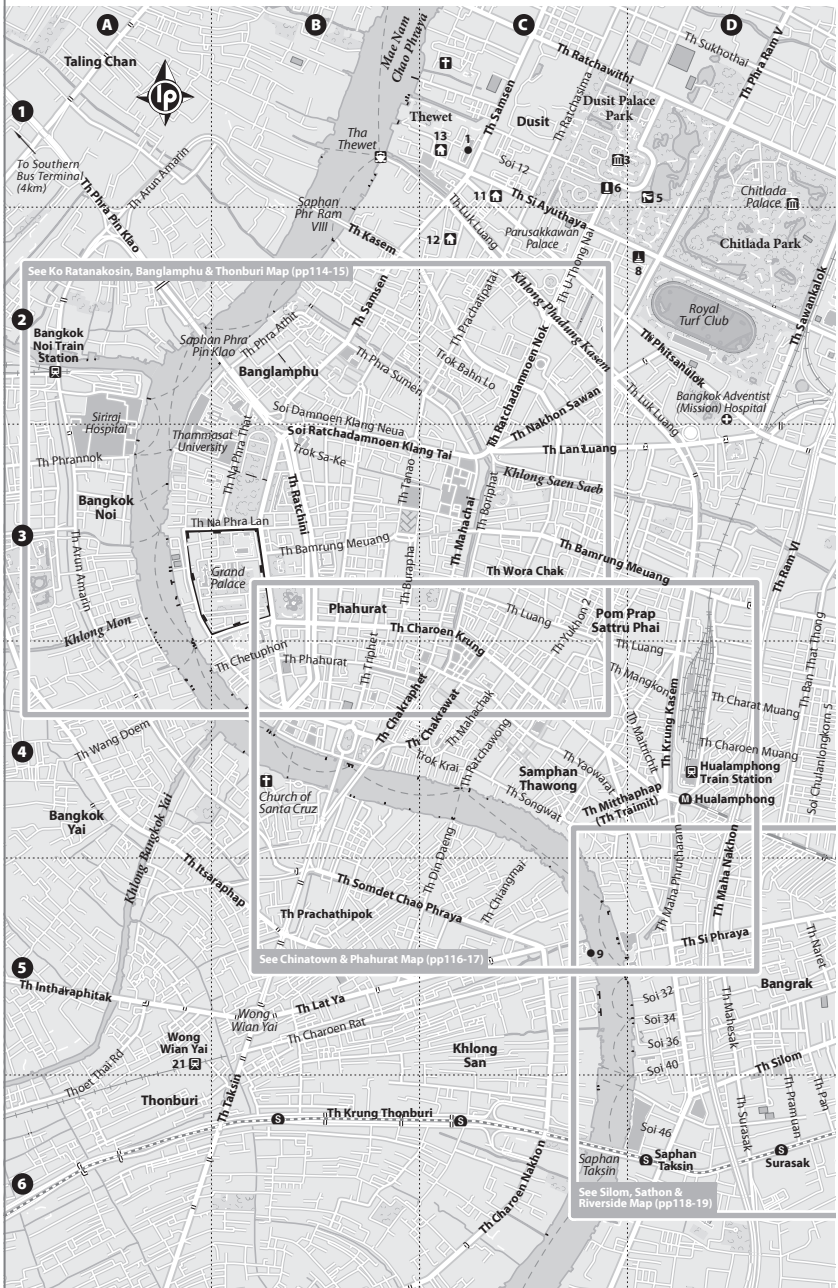 A
B
C
D
1
2
3
4
5
6
Taling Chan
lp
Mae Nam
Chao Phraya
Th Ratchawithi
Th Sukhothai
Th Phra Ram V
Th Samsen
Th Ratchasima
Dusit Palace
Park
Thewet
Dusit
Tha
Thewet
13
1
Soi 12
3
6
5
To Southern
Bus Terminal
(4km)
Th Arun Amarin
Th Phra Pin Klao
Chitlada
Palace
Chitlada Park
11
Th Si Ayuthaya
Saphan
Phr Ram
VIII
Th Luk Luang
Parusakkawan
Palace
Th U-Thong Nai
12
8
Th Kasem
See Ko Ratanakosin, Banglamphu & Thonburi Map (pp114-15)
Khlong Phadung Kasem
Th Samsen
Th Prachatipatai
Royal
Turf Club
Th Sawankalok
Bangkok
Noi Train
Station
Saphan Phra
Pin Klao
Th Phra Athit
Banglamphu
Th Phra Sumen
Trok Bahn Lo
Th Ratchadamnoen Nok
Th Phitsahulok
Th Nakhon Sawan
Th Luk Luang
Bangkok Adventist
(Mission) Hospital
Siriraj
Hospital
Thammasat
University
Th Na Phra That
Soi Damnoen Klang Neua
Soi Ratchadamnoen Klang Tai
Th Lan Luang
Trok Sa-Ke
Th Phrannok
Bangkok
Noi
Th Ratchini
Th Tanao
Th Mahachai
Th Boriphat
Khlong Saen Saeb
Th Na Phra Lan
Th Arun Amarin
Grand
Palace
Th Bamrung Meuang
Th Burapha
Th Bamrung Meuang
Th Wora Chak
Th Ram VI
Phahurat
Th Luang
Th Yukhon 2
Pom Prap
Sattru Phai
Khlong Mon
Th Charoen Krung
Th Luang
Th Chetuphon
Th Phahurat
Th Triphet
Th Mangkon
Th Ban That Thong
Th Charat Muang
Th Krung Kasem
Th Chakraphet
Th Chakrawat
Th Mahachak
Th Ratchawong
Th Maitrichit
Th Charoen Muang
Soi Chulanlongkorn 5
Th Wang Doem
Trok Krai
Th Yaowarat
Hualamphong
Train Station
Samphan
Thawong
Th Songwat
Th Mitthaphap
(Th Traimit)
M Hualamphong
Church of
Santa Cruz
Bangkok
Yai
Khlong Bangkok Yai
Th Itsaraphap
Th Din Daeng
Th Chiangmai
Th Maha Phrutharam
Th Maha Nakhon
Th Somdet Chao Phraya
Th Prachathipok
Th Si Phraya
Th Naret
See Chinatown & Phahurat Map (pp116-17)
9
Th Intharaphitak
Th Lat Ya
Bangrak
Soi 32
Th Mahesak
Wong
Wian Yai
Th Charoen Rat
Soi 34
Wong
Wian Yai
21
Khlong
San
Soi 36
Th Silom
Thoet Thai Rd
Soi 40
Thonburi
Th Taksin
Th Krung Thonburi
S
S
Th Surasak
Th Pramuan
Th Pan
Soi 46
Saphan
Taksin
S Saphan
Taksin
S
Surasak
Th Charoen Nakhon
See Silom, Sathon &
Riverside Map (pp118-19)